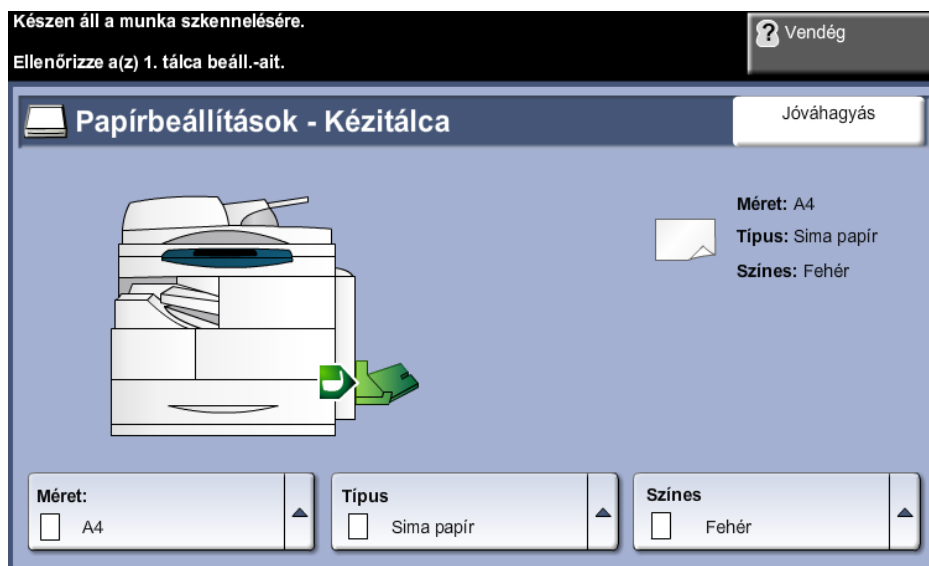 Készen áll a munka szkennelésére.
? Vendég
Ellenőrizze a(z) 1. tálca beáll.-ait.
Papírbeállítások - Kézitálca
Jóváhagyás
Méret: A4
Típus: Sima papír
Színes: Fehér
Méret:
A4
Típus
Sima papír
Színes
Fehér